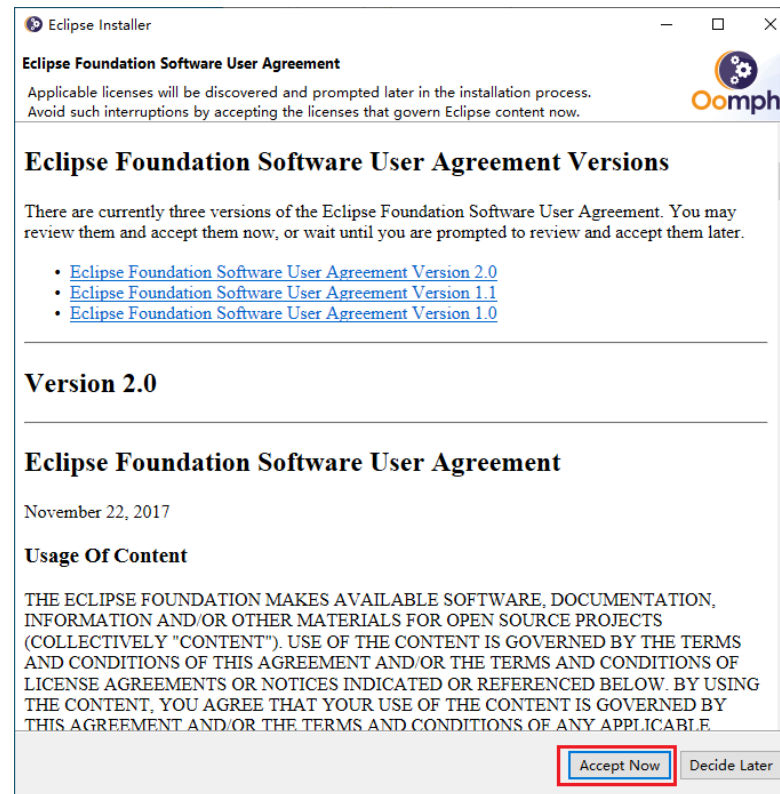 Eclipse Installer
Eclipse Foundation Software User Agreement
Applicable licenses will be discovered and prompted later in the installation process.
Avoid such interruptions by accepting the licenses that govern Eclipse content now.
Oomph
Eclipse Foundation Software User Agreement Versions
There are currently three versions of the Eclipse Foundation Software User Agreement. You may
review them and accept them now, or wait until you are prompted to review and accept them later.
• Eclipse Foundation Software User Agreement Version 2.0
• Eclipse Foundation Software User Agreement Version 1.1
• Eclipse Foundation Software User Agreement Version 1.0
Version 2.0
Eclipse Foundation Software User Agreement
November 22, 2017
Usage Of Content
THE ECLIPSE FOUNDATION MAKES AVAILABLE SOFTWARE, DOCUMENTATION,
INFORMATION AND/OR OTHER MATERIALS FOR OPEN SOURCE PROJECTS
(COLLECTIVELY "CONTENT"). USE OF THE CONTENT IS GOVERNED BY THE TERMS
AND CONDITIONS OF THIS AGREEMENT AND/OR THE TERMS AND CONDITIONS OF
LICENSE AGREEMENTS OR NOTICES INDICATED OR REFERENCED BELOW. BY USING
THE CONTENT, YOU AGREE THAT YOUR USE OF THE CONTENT IS GOVERNED BY
THIS AGREEMENT AND/OR THE TERMS AND CONDITIONS OF ANY APPLICABLE
Accept Now
Decide Later